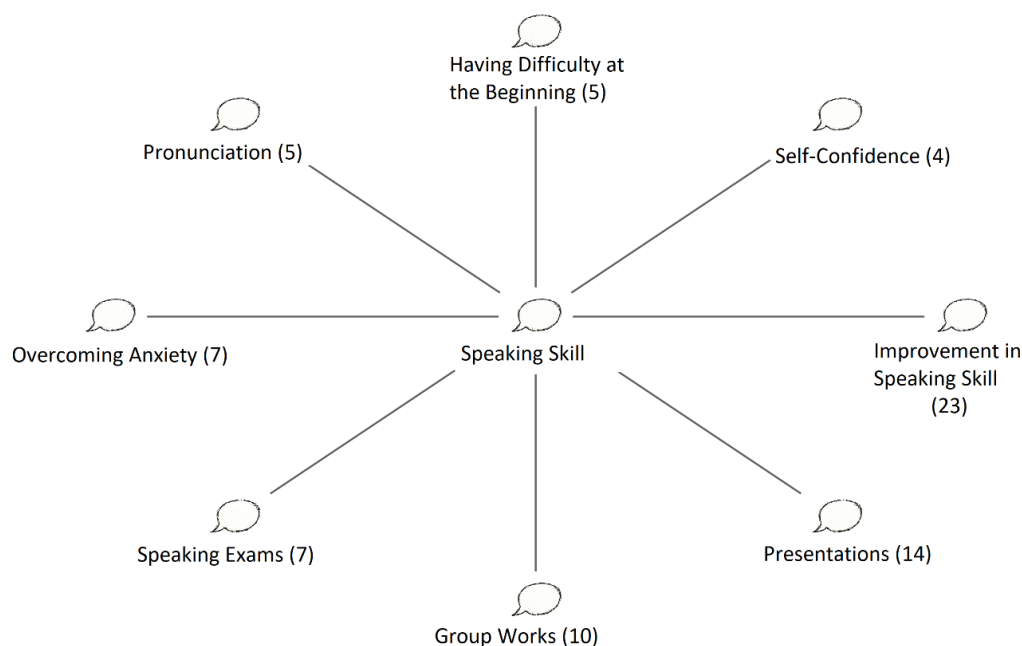 Having Difficulty at
the Beginning (5)
Pronunciation (5)
Self-Confidence (4)
Overcoming Anxiety (7)
Speaking Skill
Improvement in
Speaking Skill
(23)
Speaking Exams (7)
Presentations (14)
Group Works (10)